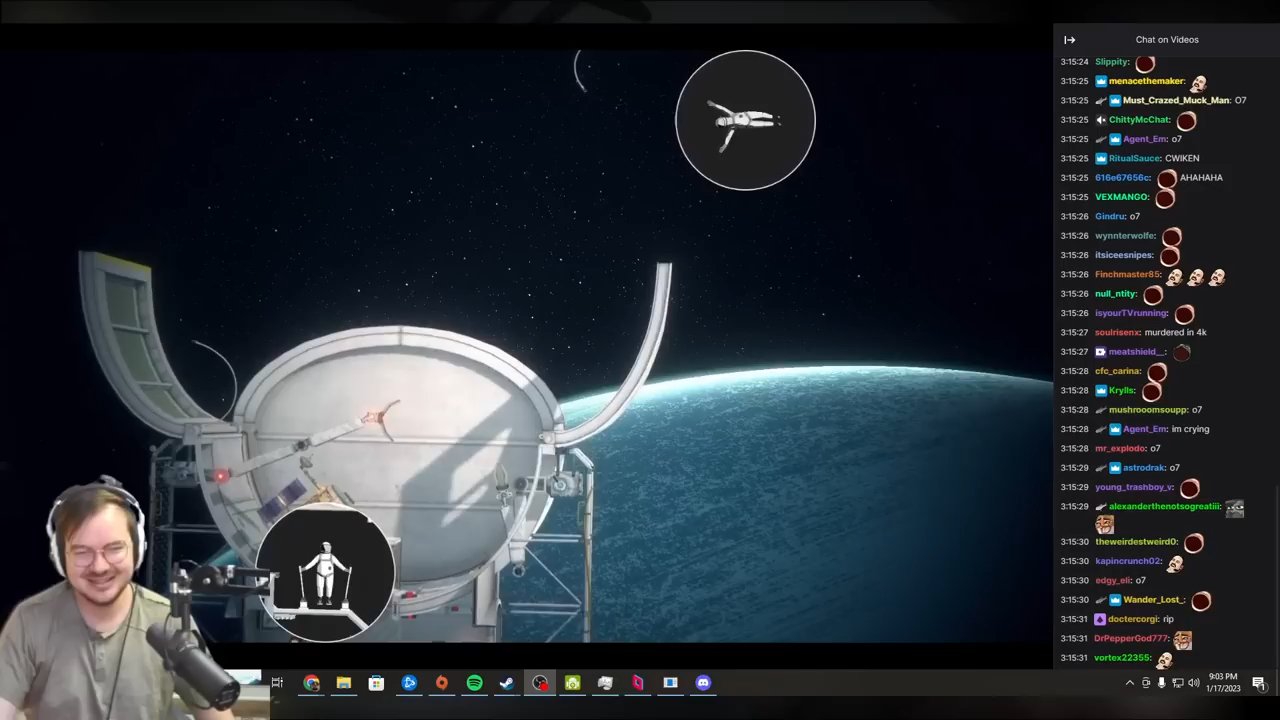 Chat on Videos
3:15:24 Slippity:
3:15:25 menacethemaker:
3:15:25 Must_Crazed_Muck_Man: O7
3:15:25 ChittyMcChat:
3:15:25 Agent_Em: o7
3:15:25 RitualSauce: CWIKEN
3:15:25 616e67656c: AHAHAHA
3:15:25 VEXMANGO:
3:15:26 Gindru: o7
3:15:26 wynnterwolfe:
3:15:26 itsiceesnipes:
3:15:26 Finchmaster85:
3:15:26 null_ntity:
3:15:26 isyourTVrunning:
3:15:27 soulrisenx: murdered in 4k
3:15:27 meatshield__:
3:15:28 cfc_carina:
3:15:28 Krylls:
3:15:28 mushrooomsoupp: o7
3:15:28 Agent_Em: im crying
3:15:28 mr_explodo: o7
3:15:29 astrodrak: o7
3:15:29 young_trashboy_v:
3:15:29 alexanderthenotsogreatiii:
3:15:30 theweirdestweird0:
3:15:30 kapincrunch02:
3:15:30 edgy_eli: o7
3:15:30 Wander_Lost_:
3:15:31 doctercorgi: rip
3:15:31 DrPepperGod777:
3:15:31 vortex22355:
9:03 PM
1/17/2023